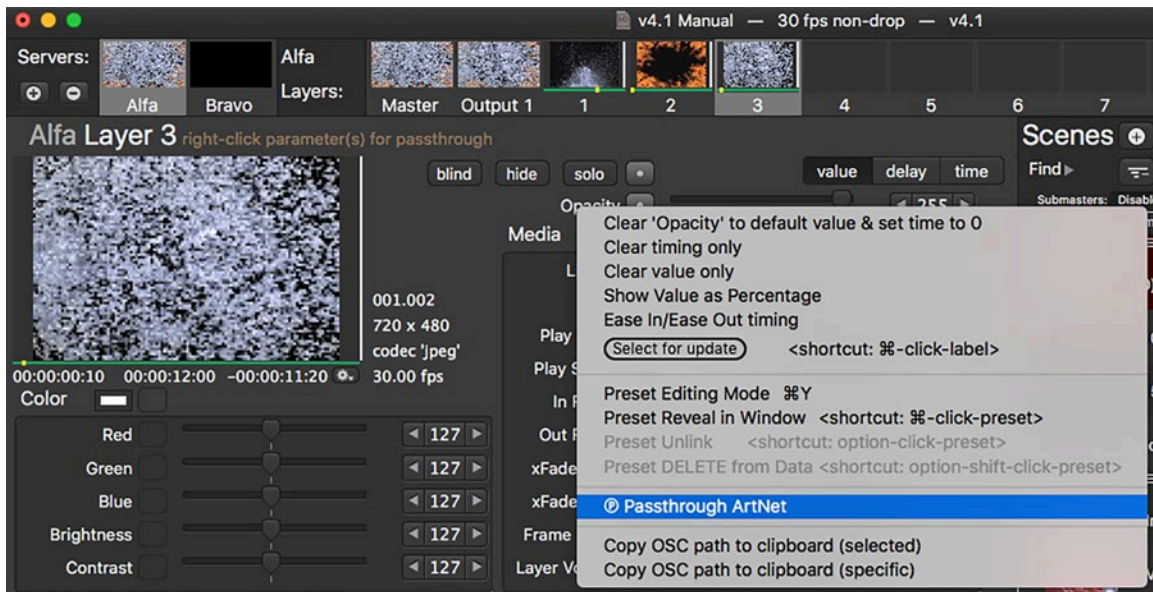 v4.1 Manual — 30 fps non-drop — v4.1
Servers:
Alfa
Bravo
Alfa
Layers:
Master
Output 1
1
2
3
4
5
6
7
Alfa Layer 3 right-click parameter(s) for passthrough
Scenes
blind
hide
solo
value
delay
time
Find
Opacity
255
Submasters:
Media
001.002
720 x 480
codec 'jpeg'
30.00 fps
00:00:00:10
00:00:12:00
-00:00:11:20
Color
Red
127
Green
127
Blue
127
Brightness
127
Contrast
127
Play
Play
In
Out
xFade
xFade
Frame
Layer
Clear 'Opacity' to default value & set time to 0
Clear timing only
Clear value only
Show Value as Percentage
Ease In/Ease Out timing
Select for update <shortcut: ⌘-click-label>
Preset Editing Mode ⌘Y
Preset Reveal in Window <shortcut: ⌘-click-preset>
Preset Unlink <shortcut: option-click-preset>
Preset DELETE from Data <shortcut: option-shift-click-preset>
Ⓟ Passthrough ArtNet
Copy OSC path to clipboard (selected)
Copy OSC path to clipboard (specific)